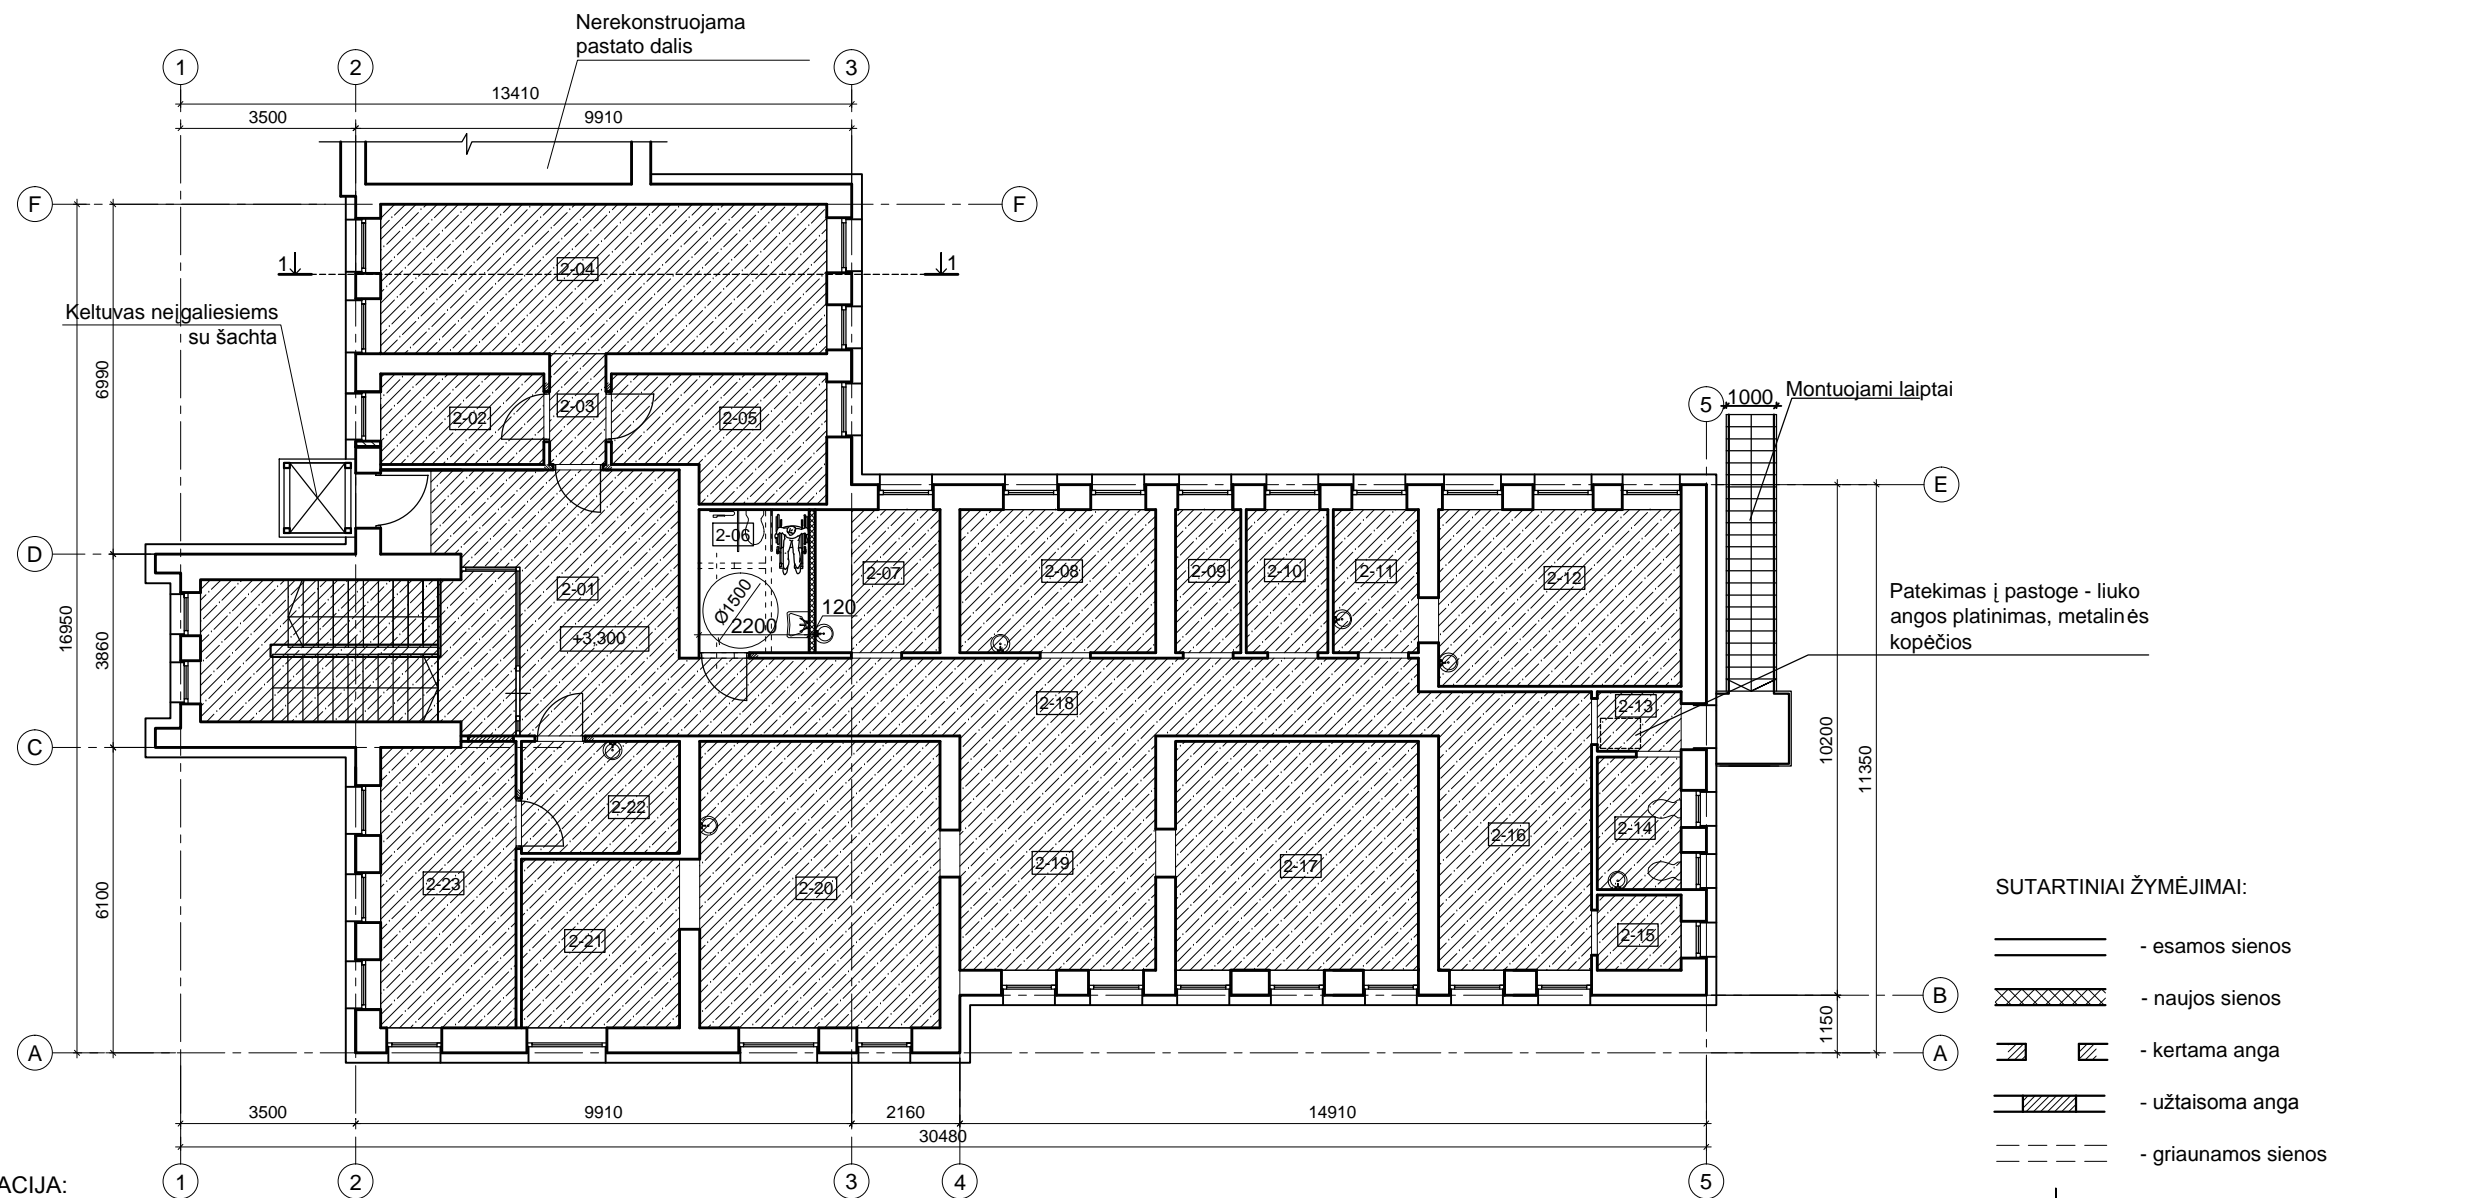 Nerekonstruojama
pastato dalis
1
2
3
13410
3500
9910
F
F
1
1
2-04
Keltuvas neįgaliesiems
su šachta
6990
2-02
2-03
2-05
5
1000
Montuojami laiptai
E
D
2-06
2-01
2-07
2-08
2-09
2-10
2-11
2-12
Ø1500
120
2200
+3,300
Patekimas į pastogę - liuko
angos platinimas, metalinės
kopėčios
16950
3860
2-18
2-13
C
10200
11350
2-22
2-14
2-16
2-19
2-17
2-23
2-20
6100
SUTARTINIAI ŽYMĖJIMAI:
2-21
2-15
- esamos sienos
B
- naujos sienos
1150
A
A
- kertama anga
- užtaisoma anga
3500
9910
2160
14910
30480
- griaunamos sienos
1
2
3
4
5
ACIJA: